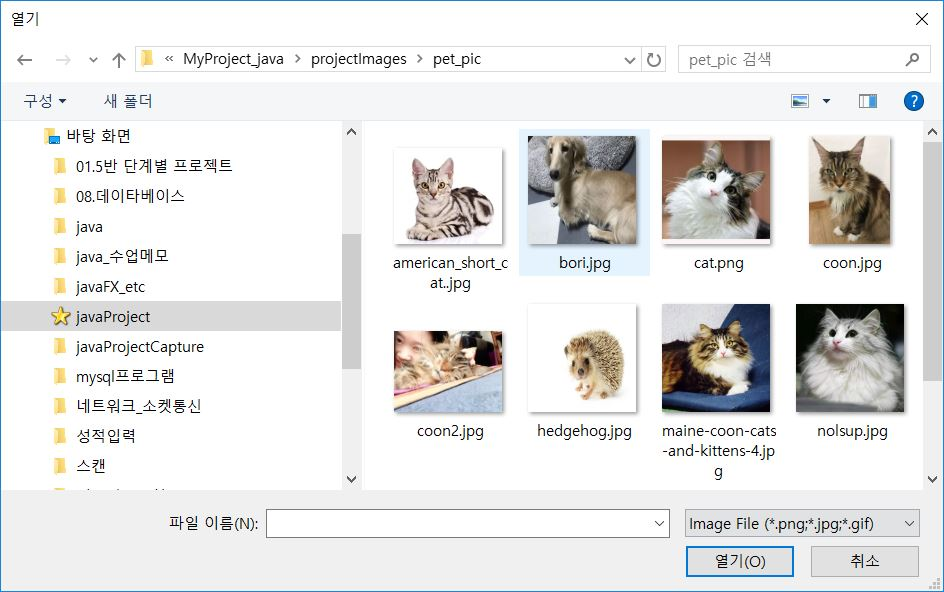 열기
« MyProject_java > projectImages > pet_pic
pet_pic 검색
구성
새 폴더
바탕 화면
01.5반 단계별 프로젝트
08.데이타베이스
java
java_수업메모
javaFX_etc
javaProject
javaProjectCapture
mysql프로그램
네트워크_소켓통신
성적입력
스캔
american_short_c
at..jpg
bori.jpg
cat.png
coon.jpg
coon2.jpg
hedgehog.jpg
maine-coon-cats
-and-kittens-4.jp
g
nolsup.jpg
파일 이름(N):
Image File (*.png;*.jpg;*.gif)
열기(O)
취소